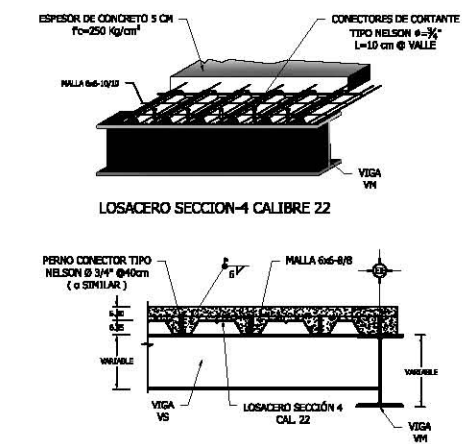 ESPESOR DE CONCRETO 5 CM
f'c=250 Kg/cm²
CONECTORES DE CORTANTE
TIPO NELSON ø=¾"
L=10 cm @ VALLE
MALLA 6x6-10/10
VIGA
VM
LOSACERO SECCION-4 CALIBRE 22
PERNO CONECTOR TIPO
NELSON Ø 3/4" @40cm
( o SIMILAR )
6
MALLA 6x6-8/8
VARIABLE
VARIABLE
VIGA
VS
LOSACERO SECCIÓN 4
CAL. 22
VIGA
VM